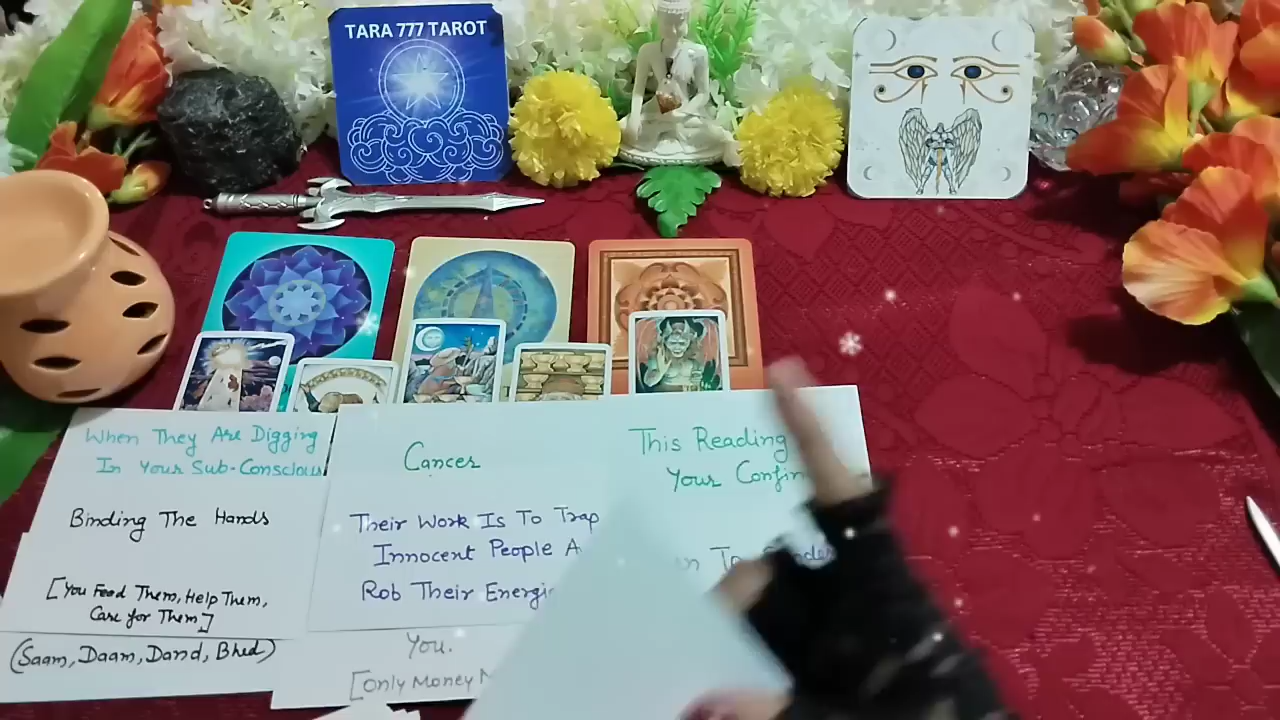 TARA 777 TAROT
When They Are Digging
In Your Sub-Conscious
Binding The Hands
[You Feed Them, Help Them,
Care for Them]
(Saam, Daam, Dand, Bhed)
Cancer
Their Work Is To Trap
Innocent People
Rob Their
You.
[Only Money
This Reading
Your
To